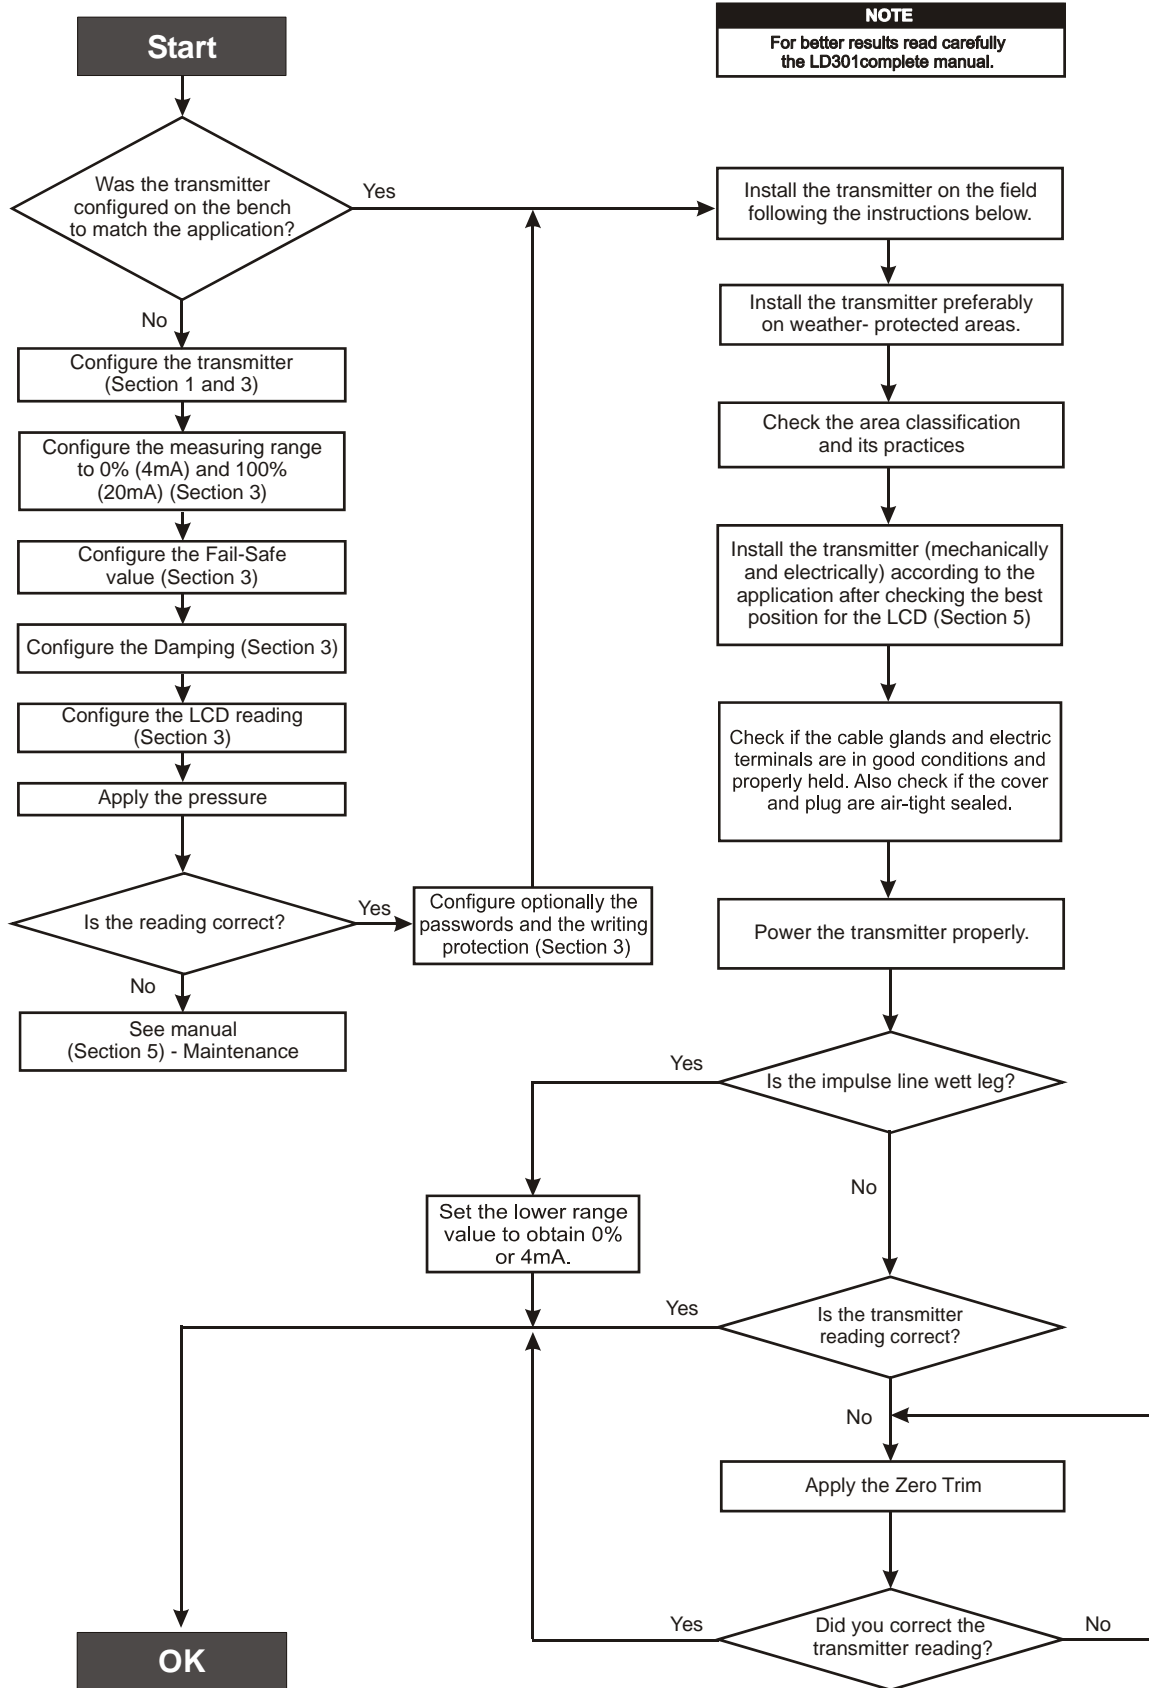 Start
NOTE
For better results read carefully
the LD301complete manual.
Was the transmitter
configured on the bench
to match the application?
Yes
No
Configure the transmitter
(Section 1 and 3)
Configure the measuring range
to 0% (4mA) and 100%
(20mA) (Section 3)
Configure the Fail-Safe
value (Section 3)
Configure the Damping (Section 3)
Configure the LCD reading
(Section 3)
Apply the pressure
Is the reading correct?
Yes
No
Configure optionally the
passwords and the writing
protection (Section 3)
See manual
(Section 5) - Maintenance
Install the transmitter on the field
following the instructions below.
Install the transmitter preferably
on weather- protected areas.
Check the area classification
and its practices
Install the transmitter (mechanically
and electrically) according to the
application after checking the best
position for the LCD (Section 5)
Check if the cable glands and electric
terminals are in good conditions and
properly held. Also check if the cover
and plug are air-tight sealed.
Power the transmitter properly.
Is the impulse line wett leg?
Yes
No
Set the lower range
value to obtain 0%
or 4mA.
Is the transmitter
reading correct?
Yes
No
Apply the Zero Trim
Did you correct the
transmitter reading?
Yes
No
OK